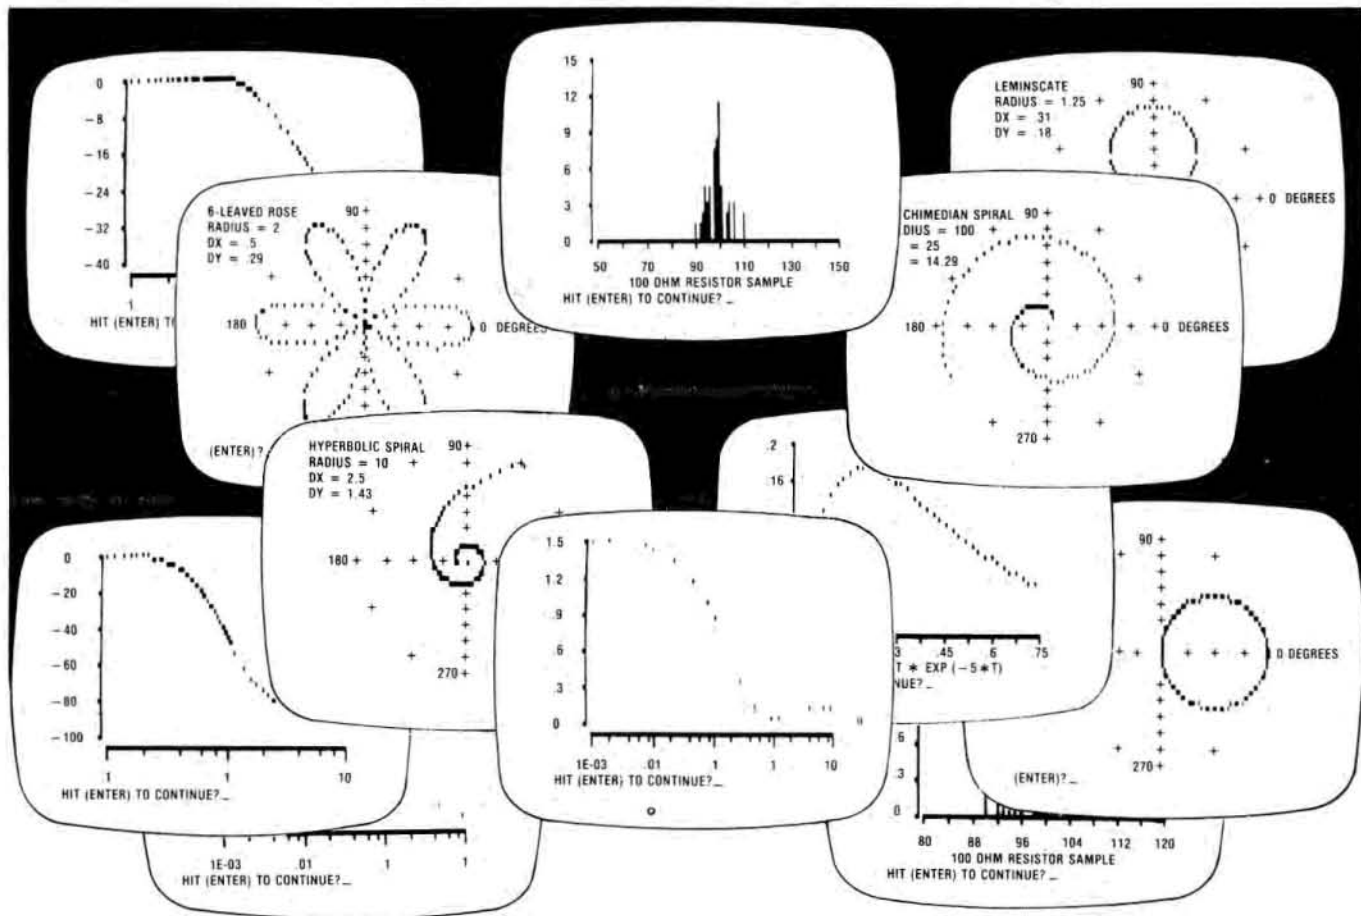 0
-8
-16
-24
-32
-40
1
HIT (ENTER) T
6-LEAVED ROSE
RADIUS = 2
DX = .5
DY = .29
90
180
0 DEGREES
(ENTER)?
15
12
9
6
3
0
50 70 90 110 130 150
100 OHM RESISTOR SAMPLE
HIT (ENTER) TO CONTINUE? _
LEMINSCATE
RADIUS = 1.25
DX = .31
DY = .18
90
0 DEGREES
CHIMEDIAN SPIRAL
DIUS = 100
= 25
= 14.29
90
180
0 DEGREES
270
HYPERBOLIC SPIRAL
RADIUS = 10
DX = 2.5
DY = 1.43
90
180
270
.2
.16
3 .45 .6 .75
T * EXP (-5*T)
NUE? _
0
-20
-40
-60
-80
-100
.1 1 10
HIT (ENTER) TO CONTINUE? _
1.5
1.2
.9
.6
.3
0
1E-03 .01 .1 1 10
HIT (ENTER) TO CONTINUE? _
90
0 DEGREES
270
(ENTER)? _
1E-03 .01 .1 1
HIT (ENTER) TO CONTINUE? _
.6
.3
0
80 88 96 104 112 120
100 OHM RESISTOR SAMPLE
HIT (ENTER) TO CONTINUE? _